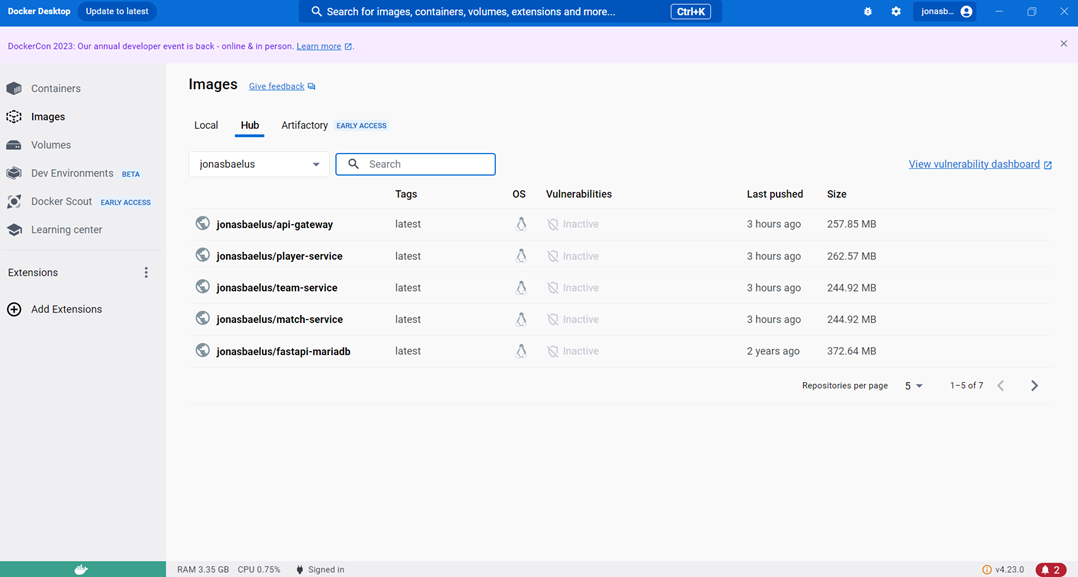 Docker Desktop Update to latest Search for images, containers, volumes, extensions and more... Ctrl+K jonasb...
DockerCon 2023: Our annual developer event is back - online & in person. Learn more .
Containers
Images
Volumes
Dev Environments BETA
Docker Scout EARLY ACCESS
Learning center
Extensions
Add Extensions
Images Give feedback
Local Hub Artifactory EARLY ACCESS
jonasbaelus Search View vulnerability dashboard
Tags OS Vulnerabilities Last pushed Size
jonasbaelus/api-gateway latest Inactive 3 hours ago 257.85 MB
jonasbaelus/player-service latest Inactive 3 hours ago 262.57 MB
jonasbaelus/team-service latest Inactive 3 hours ago 244.92 MB
jonasbaelus/match-service latest Inactive 3 hours ago 244.92 MB
jonasbaelus/fastapi-mariadb latest Inactive 2 years ago 372.64 MB
Repositories per page 5 1–5 of 7
RAM 3.35 GB CPU 0.75% Signed in v4.23.0 2